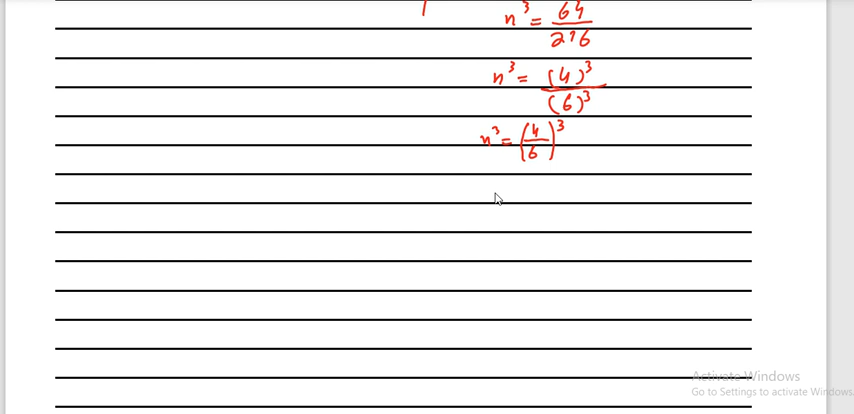 n³ = 64/216
n³ = (4)³/(6)³
n³ = (4/6)³
Activate Windows
Go to Settings to activate Windows.